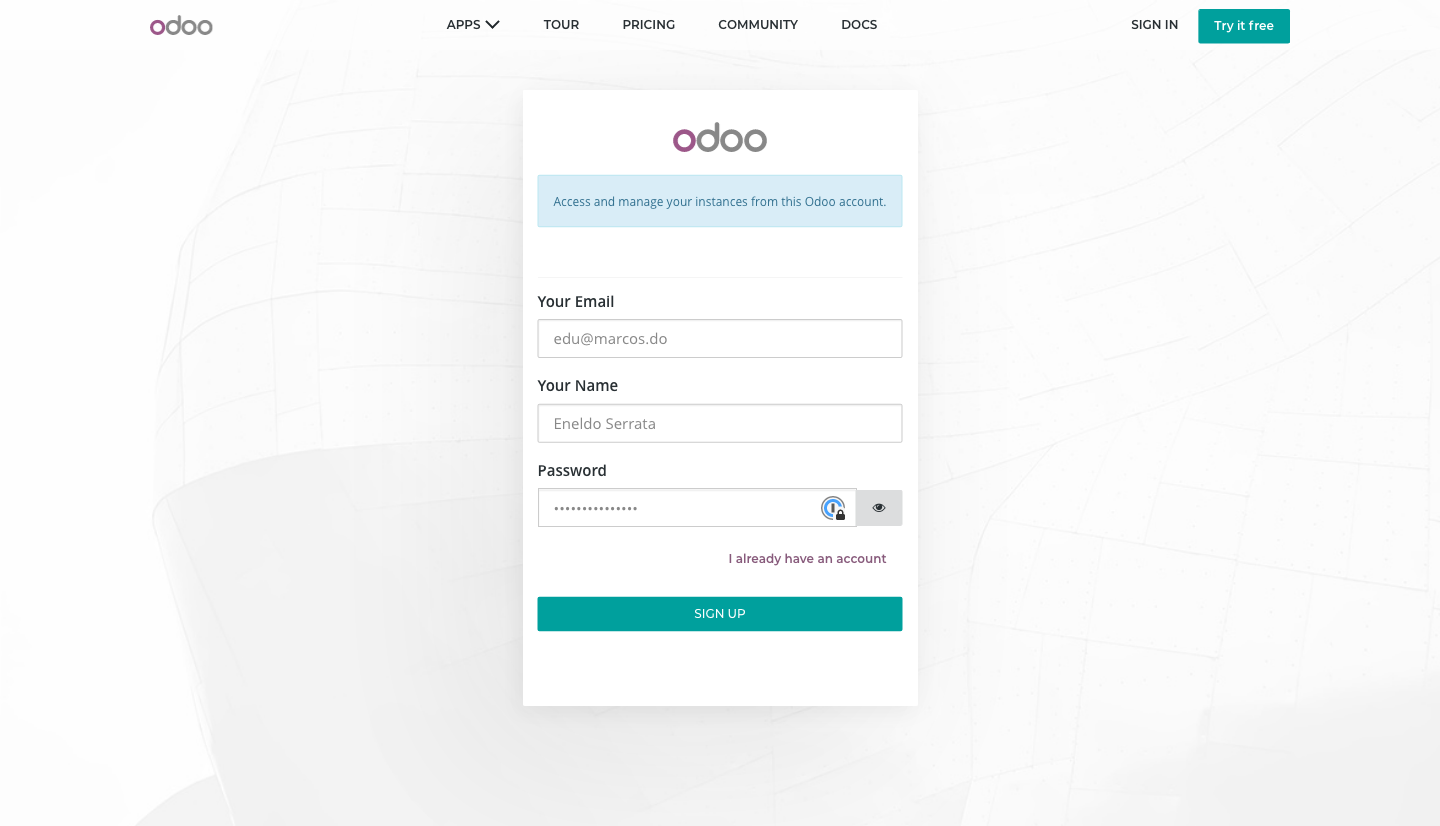 odoo
APPS
TOUR
PRICING
COMMUNITY
DOCS
SIGN IN
Try it free
odoo
Access and manage your instances from this Odoo account.
Your Email
edu@marcos.do
Your Name
Eneldo Serrata
Password
•••••••••••••••
I already have an account
SIGN UP